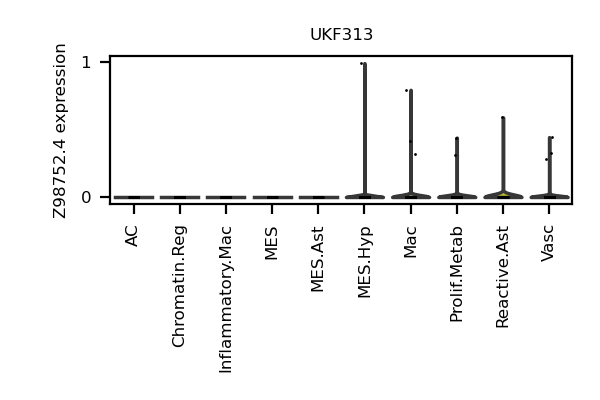 UKF313
Z98752.4 expression
1
0
AC
Chromatin.Reg
Inflammatory.Mac
MES
MES.Ast
MES.Hyp
Mac
Prolif.Metab
Reactive.Ast
Vasc